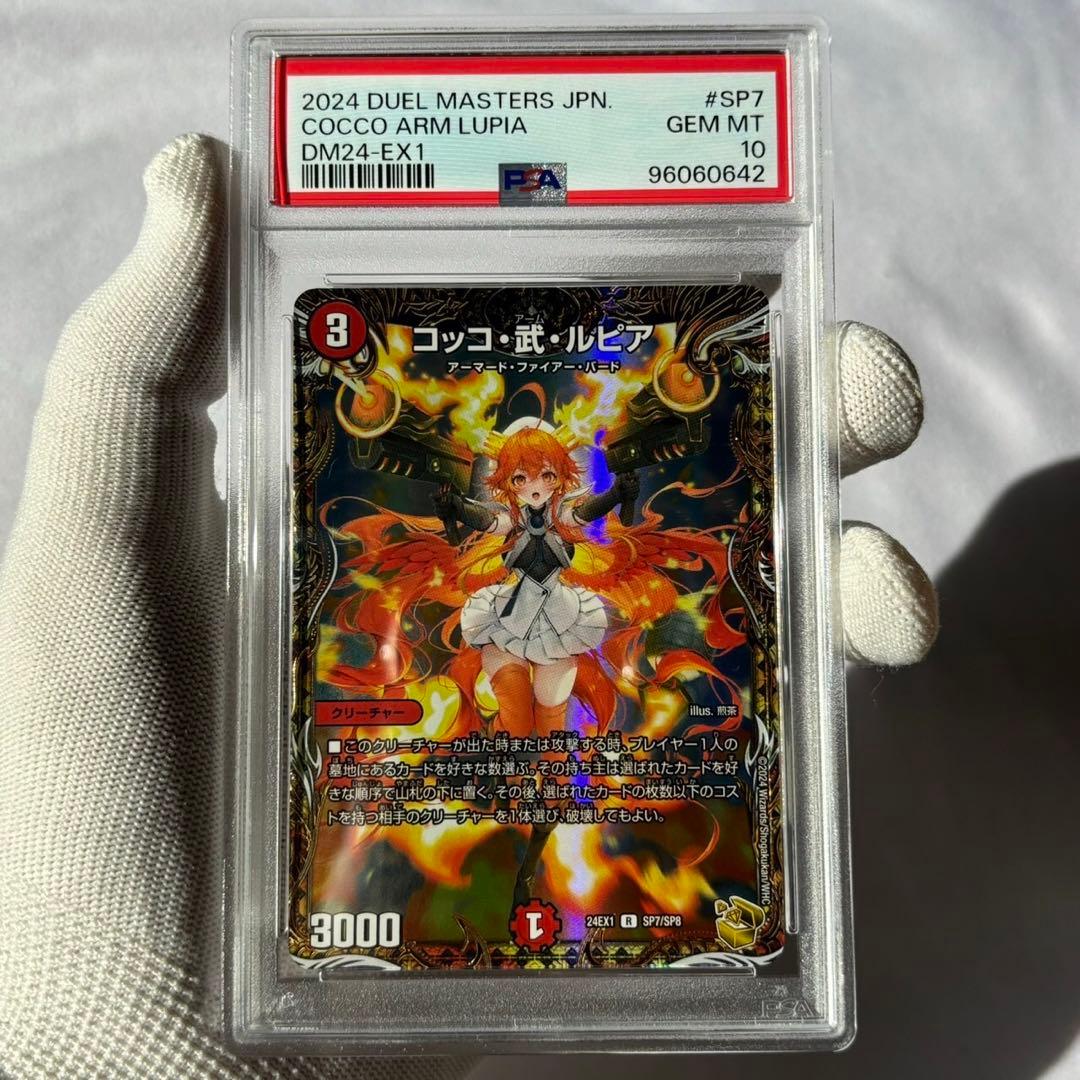 2024 DUEL MASTERS JPN. #SP7
COCCO ARM LUPIA GEM MT
DM24-EX1 10
PSA 96060642
3
アーム
コッコ・武・ルピア
アーマード・ファイアー・バード
クリーチャー
illus. 煎茶
■このクリーチャーが出た時または攻撃する時、プレイヤー1人の
墓地にあるカードを好きな数選ぶ。その持ち主は選ばれたカードを好
きな順序で山札の下に置く。その後、選ばれたカードの枚数以下のコス
トを持つ相手のクリーチャーを1体選び、破壊してもよい。
©2024 Wizards/Shogakukan/WHC
3000
1
24EX1 R SP7/SP8
PSA